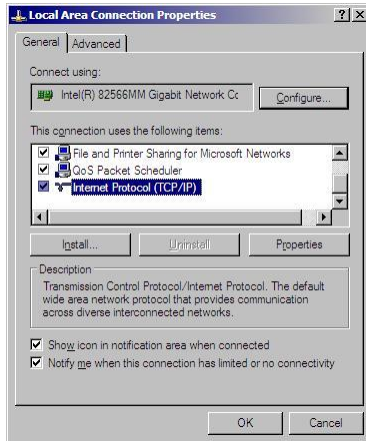 Local Area Connection Properties
General
Advanced
Connect using:
Intel(R) 82566MM Gigabit Network Cc
Configure...
This connection uses the following items:
File and Printer Sharing for Microsoft Networks
QoS Packet Scheduler
Internet Protocol (TCP/IP)
Install...
Uninstall
Properties
Description
Transmission Control Protocol/Internet Protocol. The default
wide area network protocol that provides communication
across diverse interconnected networks.
Show icon in notification area when connected
Notify me when this connection has limited or no connectivity
OK
Cancel